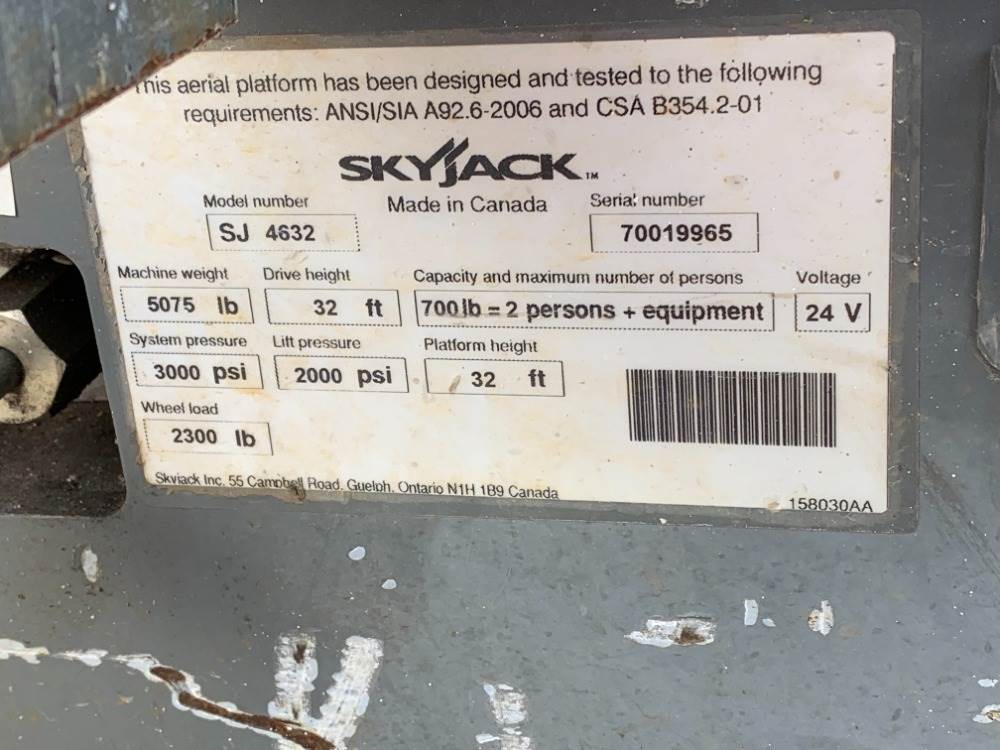 This aerial platform has been designed and tested to the following
requirements: ANSI/SIA A92.6-2006 and CSA B354.2-01
SKYJACK™
Model number
Made in Canada
Serial number
SJ 4632
70019965
Machine weight
Drive height
Capacity and maximum number of persons
Voltage
5075 lb
32 ft
700 lb = 2 persons + equipment
24 V
System pressure
Lift pressure
Platform height
3000 psi
2000 psi
32 ft
Wheel load
2300 lb
Skyjack Inc. 55 Campbell Road, Guelph, Ontario N1H 1B9 Canada
158030AA